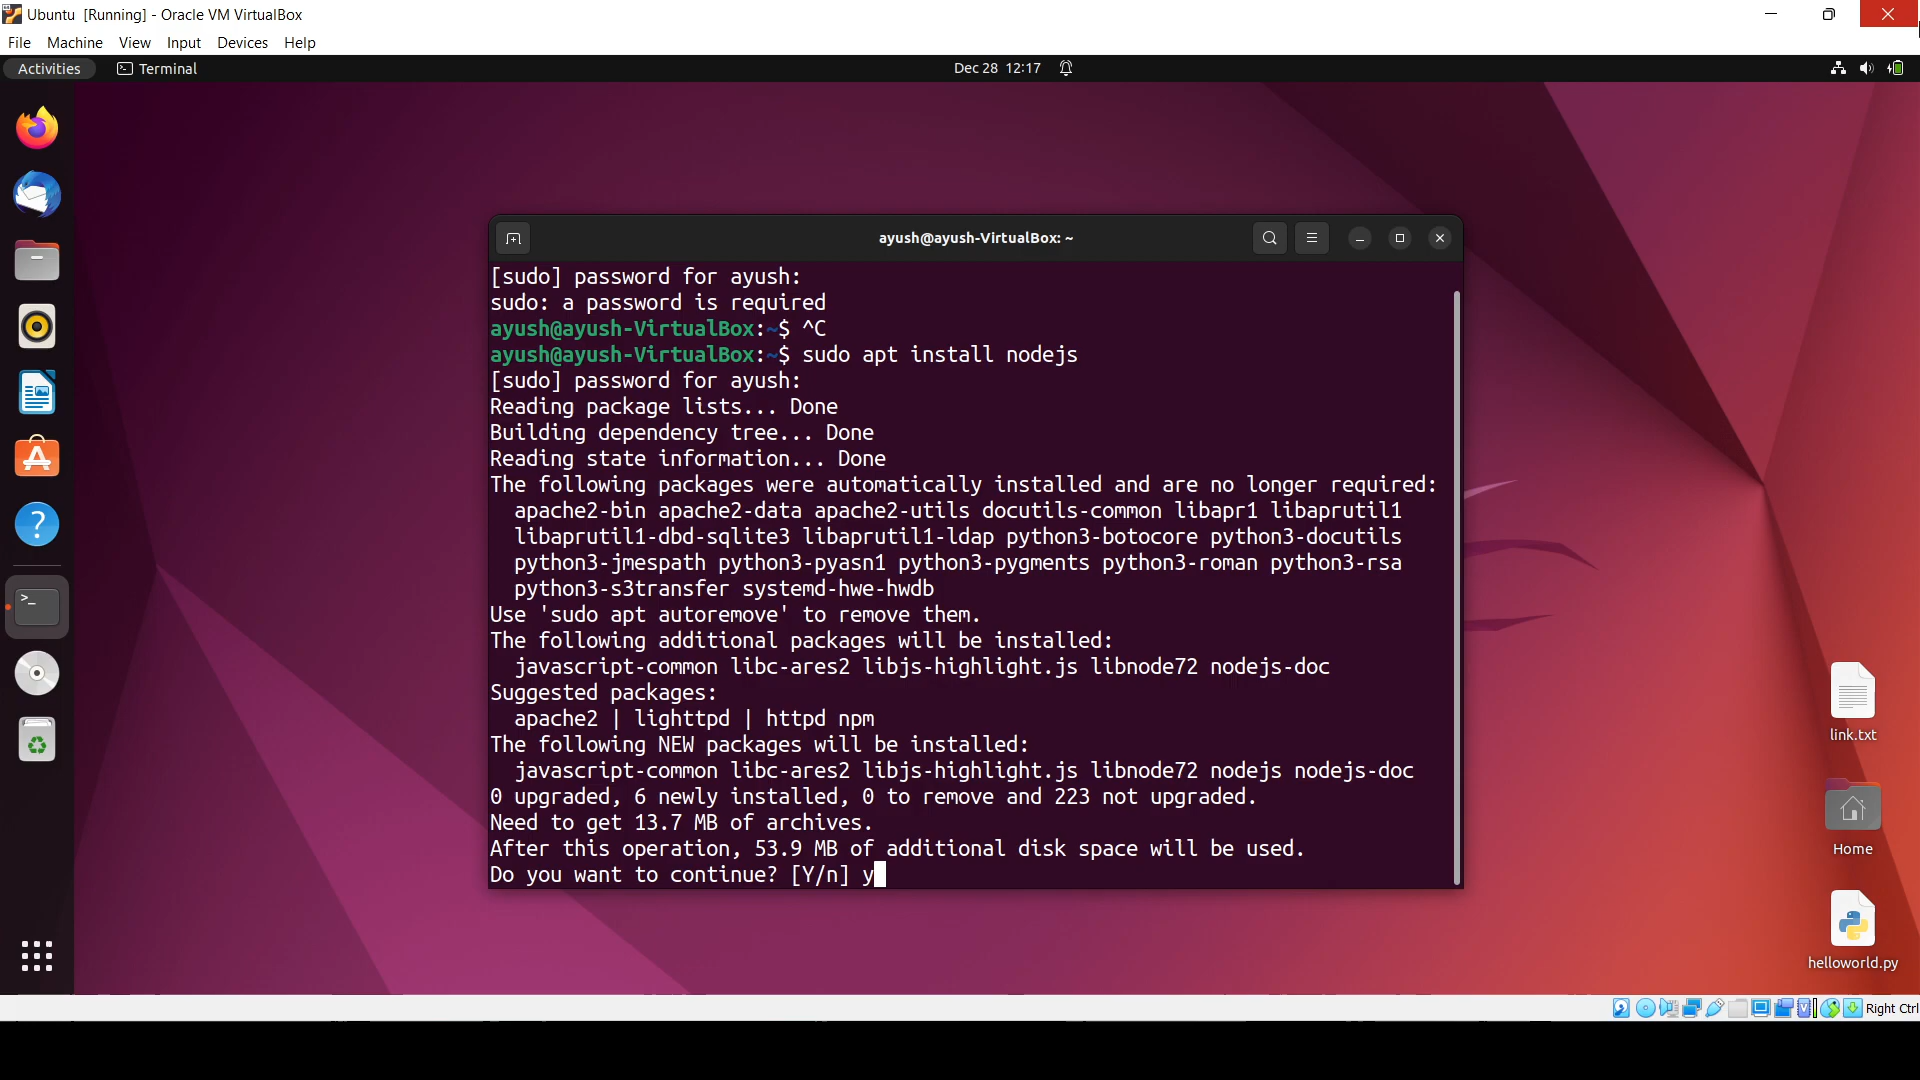 Ubuntu [Running] - Oracle VM VirtualBox
File Machine View Input Devices Help
Activities Terminal Dec 28 12:17
ayush@ayush-VirtualBox: ~
[sudo] password for ayush:
sudo: a password is required
ayush@ayush-VirtualBox:~$ ^C
ayush@ayush-VirtualBox:~$ sudo apt install nodejs
[sudo] password for ayush:
Reading package lists... Done
Building dependency tree... Done
Reading state information... Done
The following packages were automatically installed and are no longer required:
apache2-bin apache2-data apache2-utils docutils-common libapr1 libaprutil1
libaprutil1-dbd-sqlite3 libaprutil1-ldap python3-botocore python3-docutils
python3-jmespath python3-pyasn1 python3-pygments python3-roman python3-rsa
python3-s3transfer systemd-hwe-hwdb
Use 'sudo apt autoremove' to remove them.
The following additional packages will be installed:
javascript-common libc-ares2 libjs-highlight.js libnode72 nodejs-doc
Suggested packages:
apache2 | lighttpd | httpd npm
The following NEW packages will be installed:
javascript-common libc-ares2 libjs-highlight.js libnode72 nodejs nodejs-doc
0 upgraded, 6 newly installed, 0 to remove and 223 not upgraded.
Need to get 13.7 MB of archives.
After this operation, 53.9 MB of additional disk space will be used.
Do you want to continue? [Y/n] y
link.txt
Home
helloworld.py
Right Ctrl